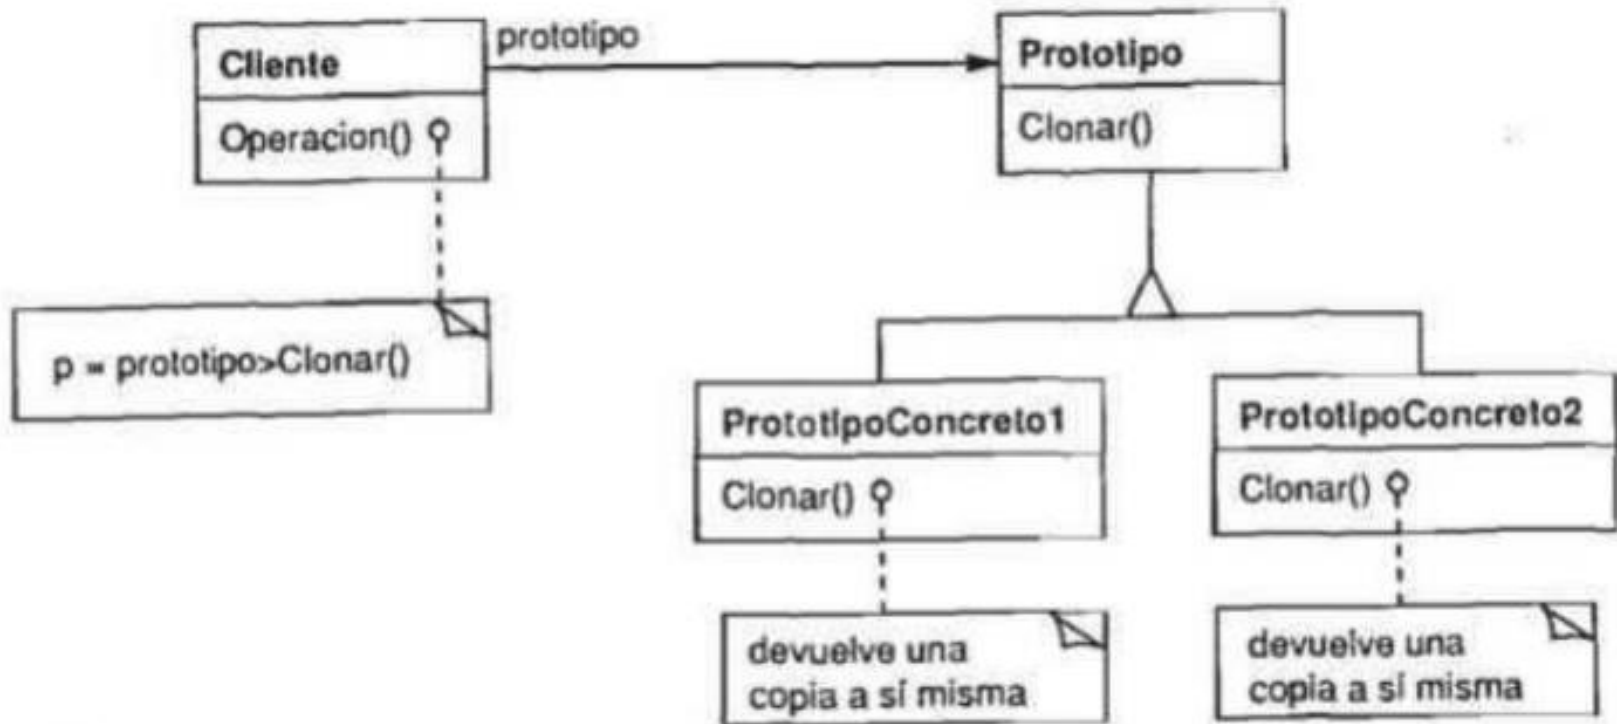 Cliente
Operacion()
prototipo
Prototipo
Clonar()
p = prototipo>Clonar()
PrototipoConcreto1
Clonar()
PrototipoConcreto2
Clonar()
devuelve una
copia a sí misma
devuelve una
copia a sí misma